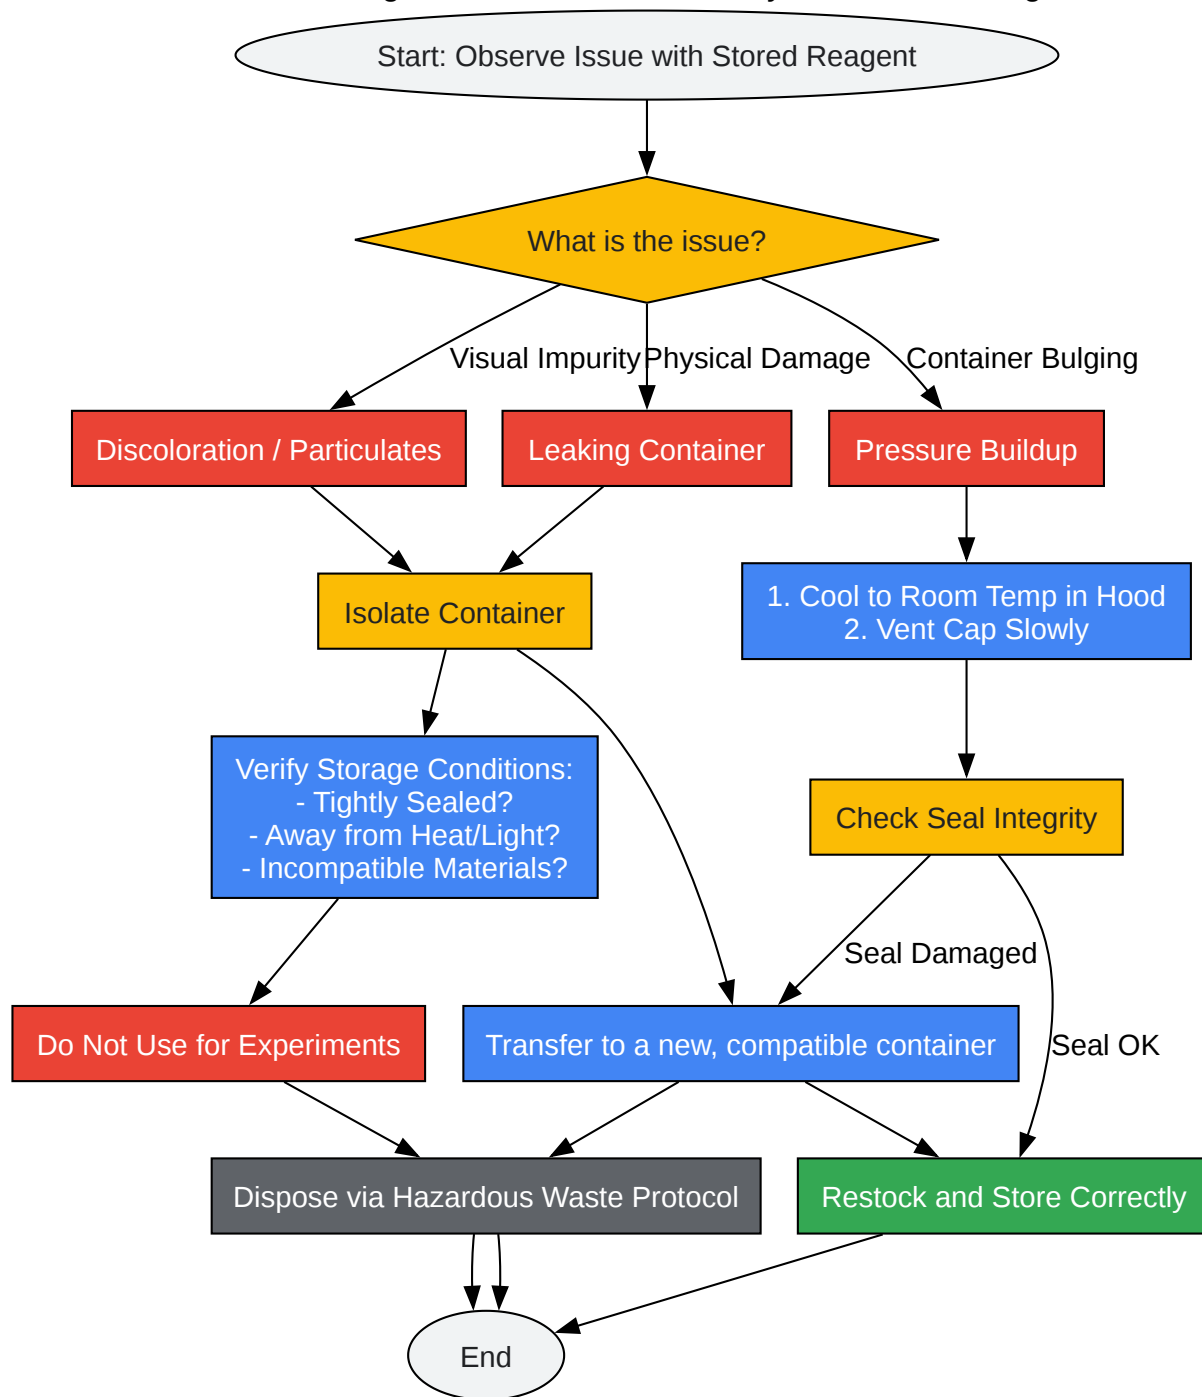 Start: Observe Issue with Stored Reagent
What is the issue?
Visual Impurity
Physical Damage
Container Bulging
Discoloration / Particulates
Leaking Container
Pressure Buildup
Isolate Container
1. Cool to Room Temp in Hood
2. Vent Cap Slowly
Verify Storage Conditions:
- Tightly Sealed?
- Away from Heat/Light?
- Incompatible Materials?
Check Seal Integrity
Seal Damaged
Do Not Use for Experiments
Transfer to a new, compatible container
Seal OK
Dispose via Hazardous Waste Protocol
Restock and Store Correctly
End